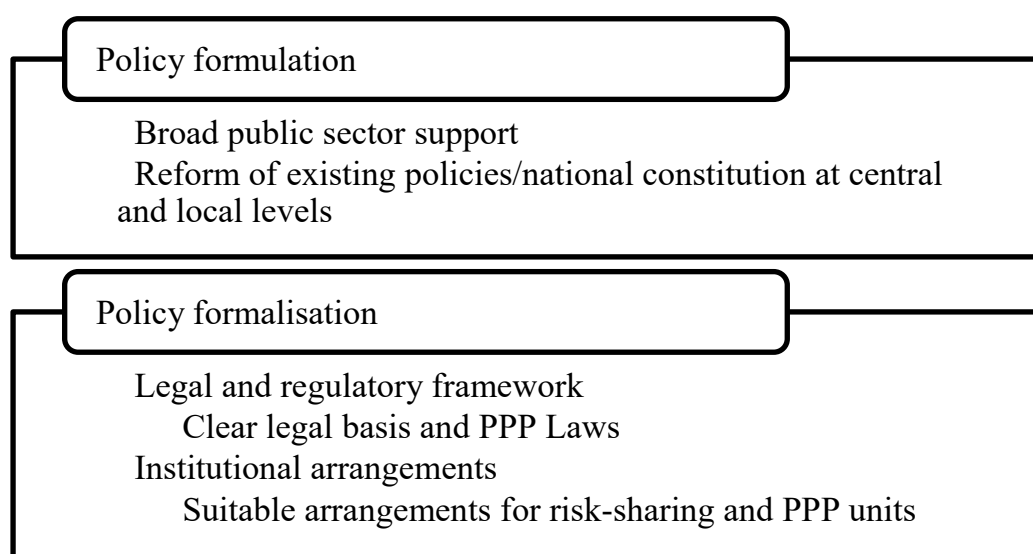 Policy formulation
Broad public sector support
Reform of existing policies/national constitution at central
and local levels
Policy formalisation
Legal and regulatory framework
Clear legal basis and PPP Laws
Institutional arrangements
Suitable arrangements for risk-sharing and PPP units